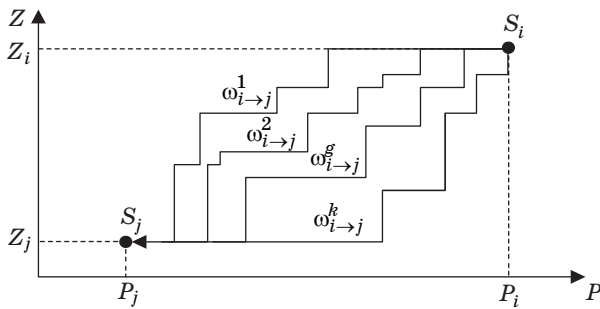 Z
S_i
Z_i
ω^1_{i→j}
ω^2_{i→j}
ω^g_{i→j}
S_j
ω^k_{i→j}
Z_j
P_j
P_i
P